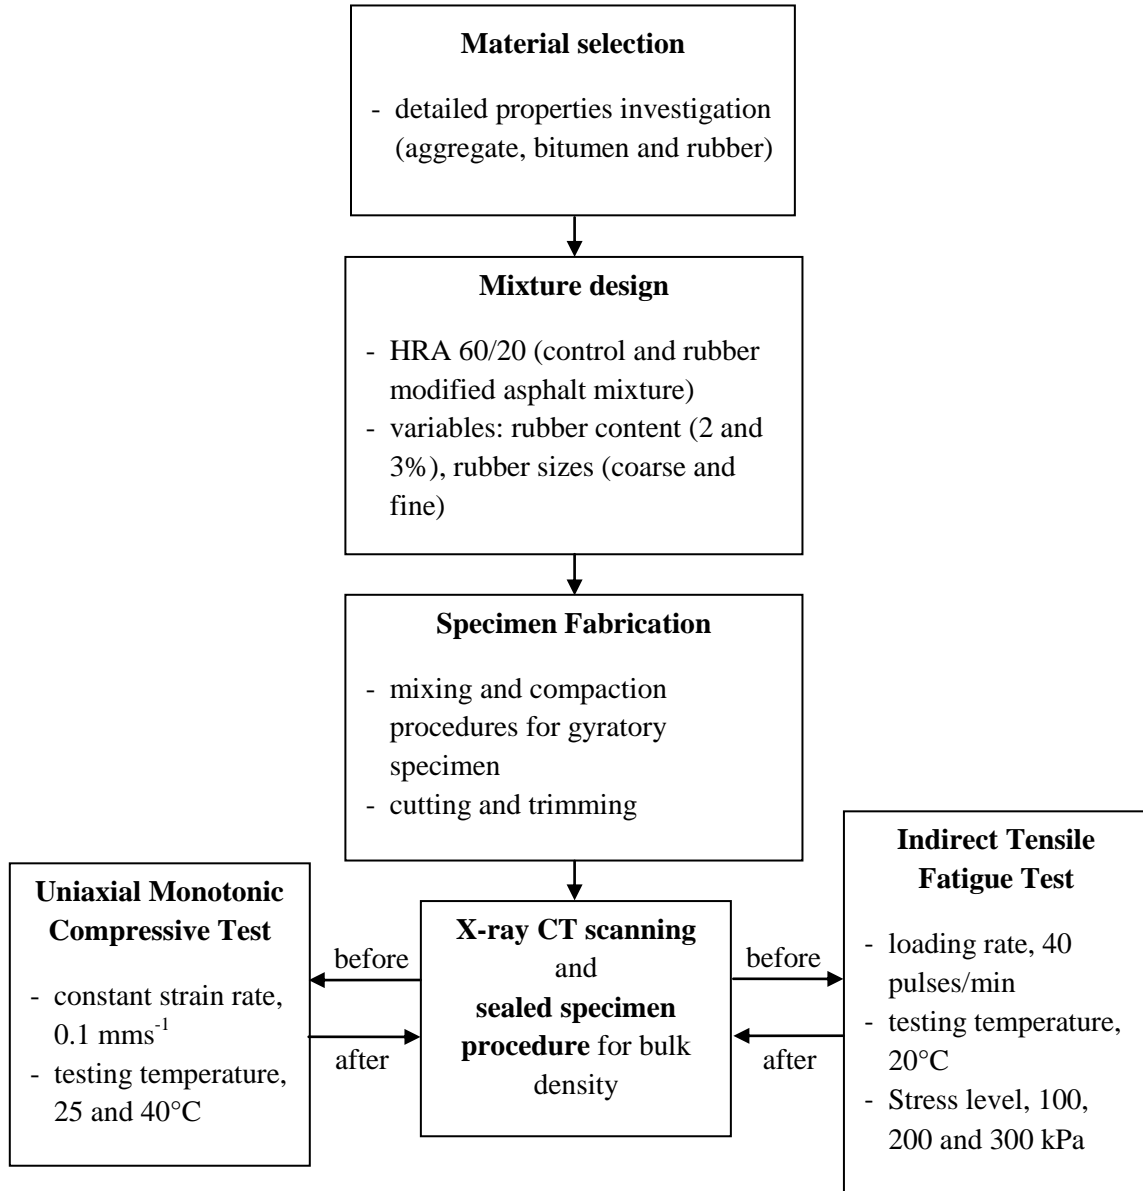 Material selection
- detailed properties investigation
(aggregate, bitumen and rubber)
Mixture design
- HRA 60/20 (control and rubber
modified asphalt mixture)
- variables: rubber content (2 and
3%), rubber sizes (coarse and
fine)
Specimen Fabrication
- mixing and compaction
procedures for gyratory
specimen
- cutting and trimming
Uniaxial Monotonic
Compressive Test
- constant strain rate,
0.1 mms⁻¹
- testing temperature,
25 and 40°C
before
after
X-ray CT scanning
and
sealed specimen
procedure for bulk
density
before
after
Indirect Tensile
Fatigue Test
- loading rate, 40
pulses/min
- testing temperature,
20°C
- Stress level, 100,
200 and 300 kPa